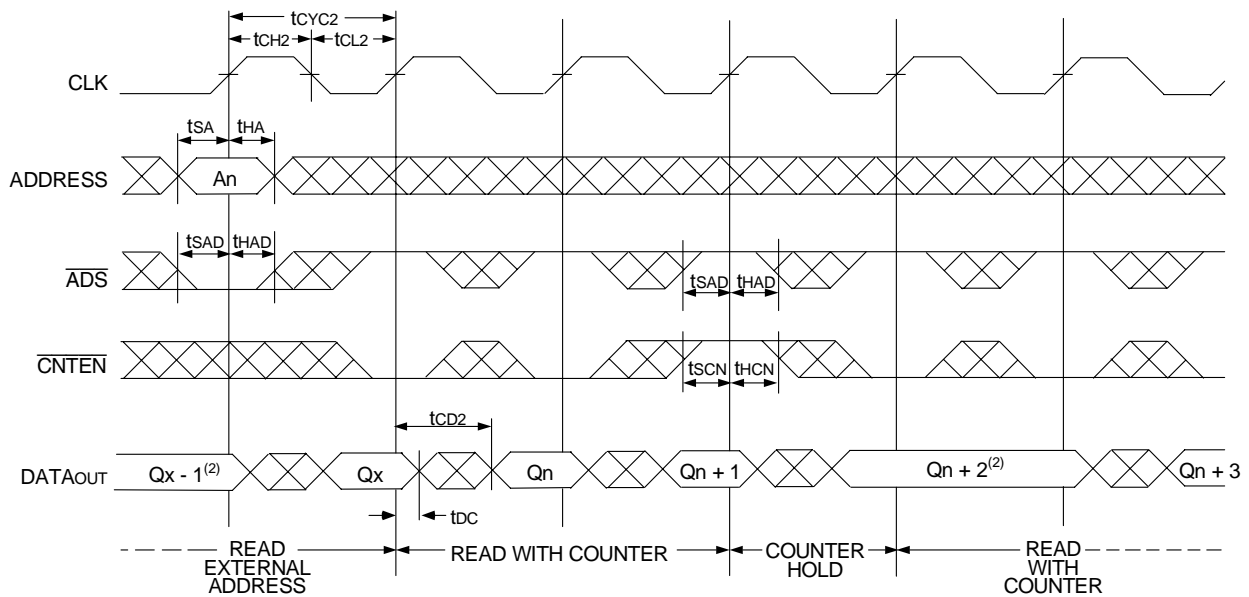 tCYC2
tCH2 tCL2
CLK
tSA tHA
ADDRESS An
tSAD tHAD
ADS
tSAD tHAD
CNTEN
tSCN tHCN
tCD2
DATAOUT Qx - 1(2) Qx Qn Qn + 1 Qn + 2(2) Qn + 3
tDC
READ EXTERNAL ADDRESS
READ WITH COUNTER
COUNTER HOLD
READ WITH COUNTER